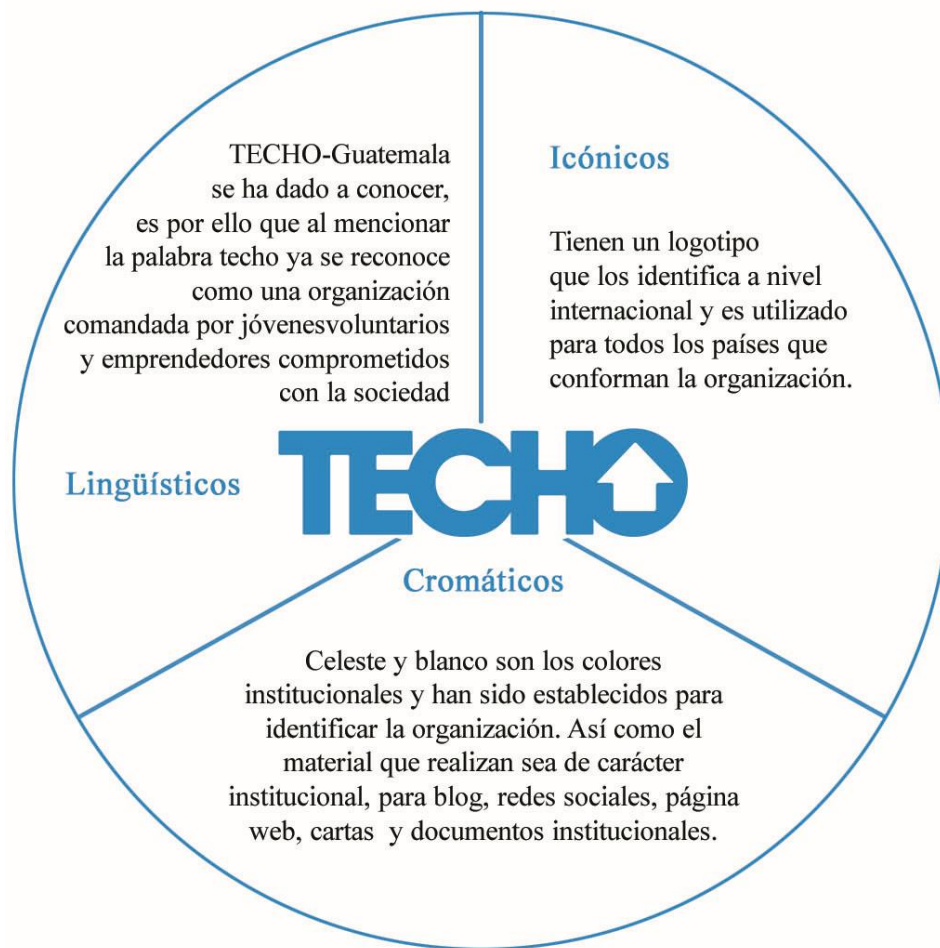 TECHO-Guatemala
se ha dado a conocer,
es por ello que al mencionar
la palabra techo ya se reconoce
como una organización
comandada por jóvenesvoluntarios
y emprendedores comprometidos
con la sociedad
Lingüísticos
Icónicos
Tienen un logotipo
que los identifica a nivel
internacional y es utilizado
para todos los países que
conforman la organización.
TECHO
Cromáticos
Celeste y blanco son los colores
institucionales y han sido establecidos para
identificar la organización. Así como el
material que realizan sea de carácter
institucional, para blog, redes sociales, página
web, cartas  y documentos institucionales.